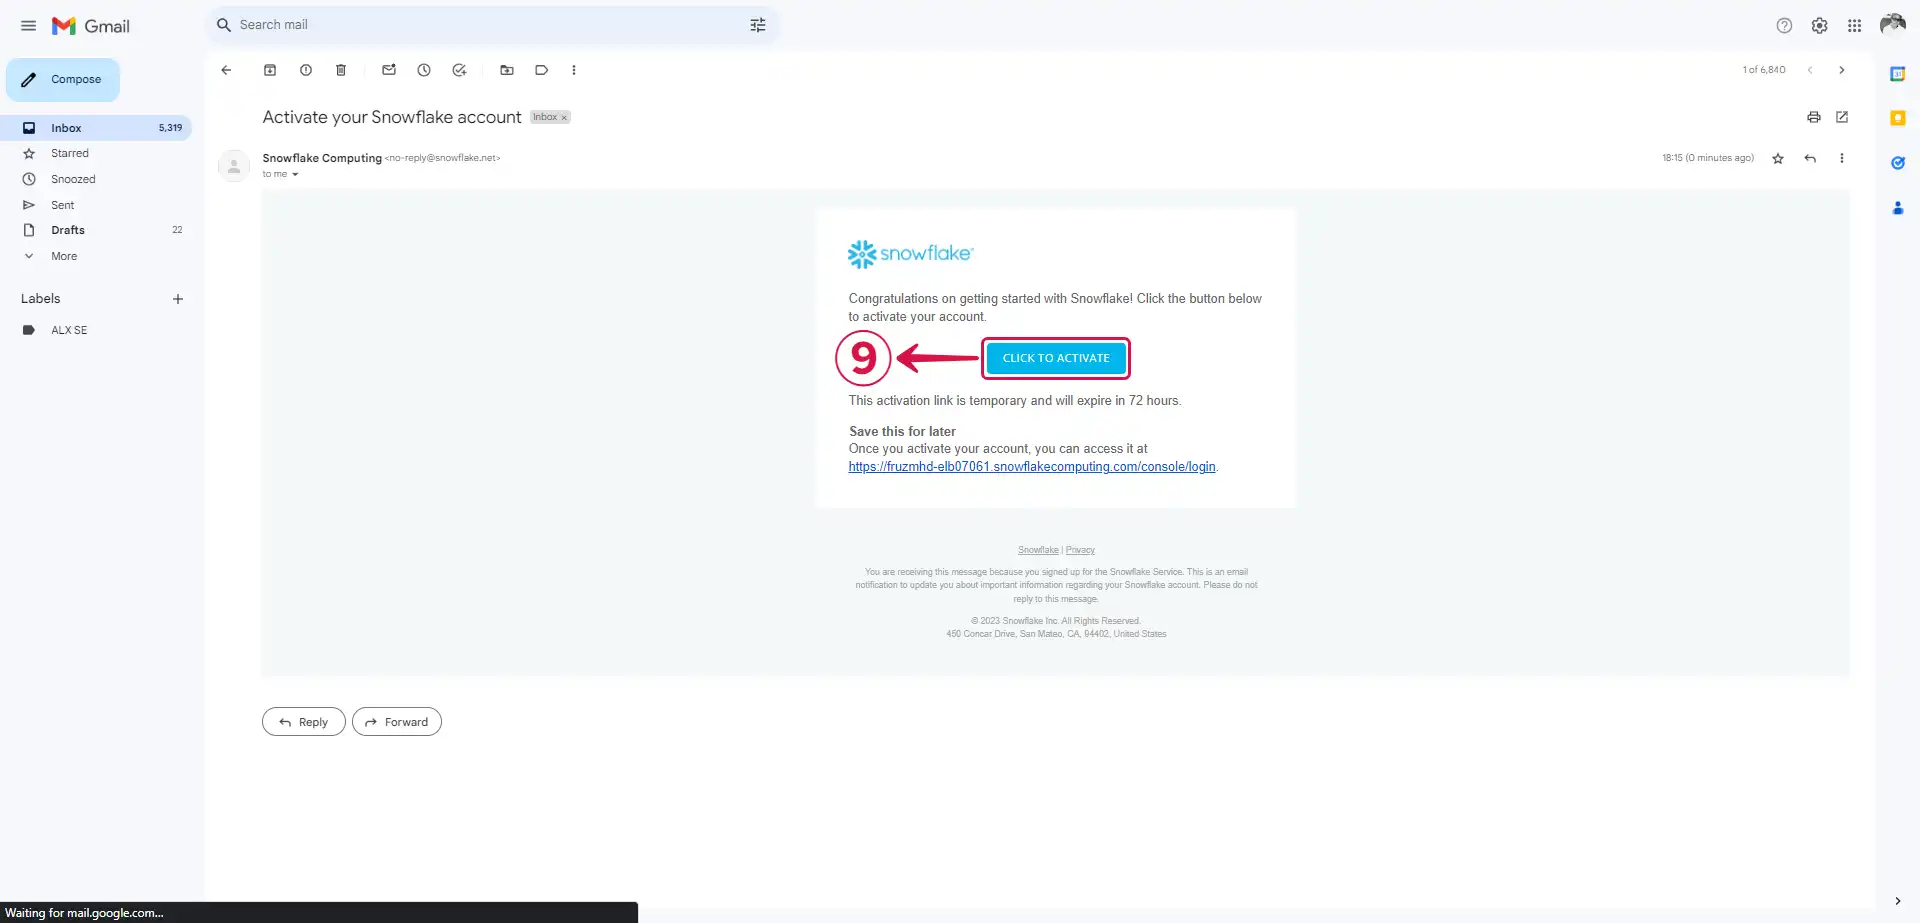 Gmail
Search mail
Compose
1 of 6,840
Inbox 5,319
Starred
Snoozed
Sent
Drafts 22
More
Labels
ALX SE
Activate your Snowflake account Inbox x
Snowflake Computing <no-reply@snowflake.net>
18:15 (0 minutes ago)
to me
snowflake
Congratulations on getting started with Snowflake! Click the button below
to activate your account.
9
CLICK TO ACTIVATE
This activation link is temporary and will expire in 72 hours.
Save this for later
Once you activate your account, you can access it at
https://fruzmhd-elb07061.snowflakecomputing.com/console/login.
Snowflake | Privacy
You are receiving this message because you signed up for the Snowflake Service. This is an email
notification to update you about important information regarding your Snowflake account. Please do not
reply to this message.
© 2023 Snowflake Inc. All Rights Reserved.
450 Concar Drive, San Mateo, CA, 94402, United States
Reply
Forward
Waiting for mail.google.com...